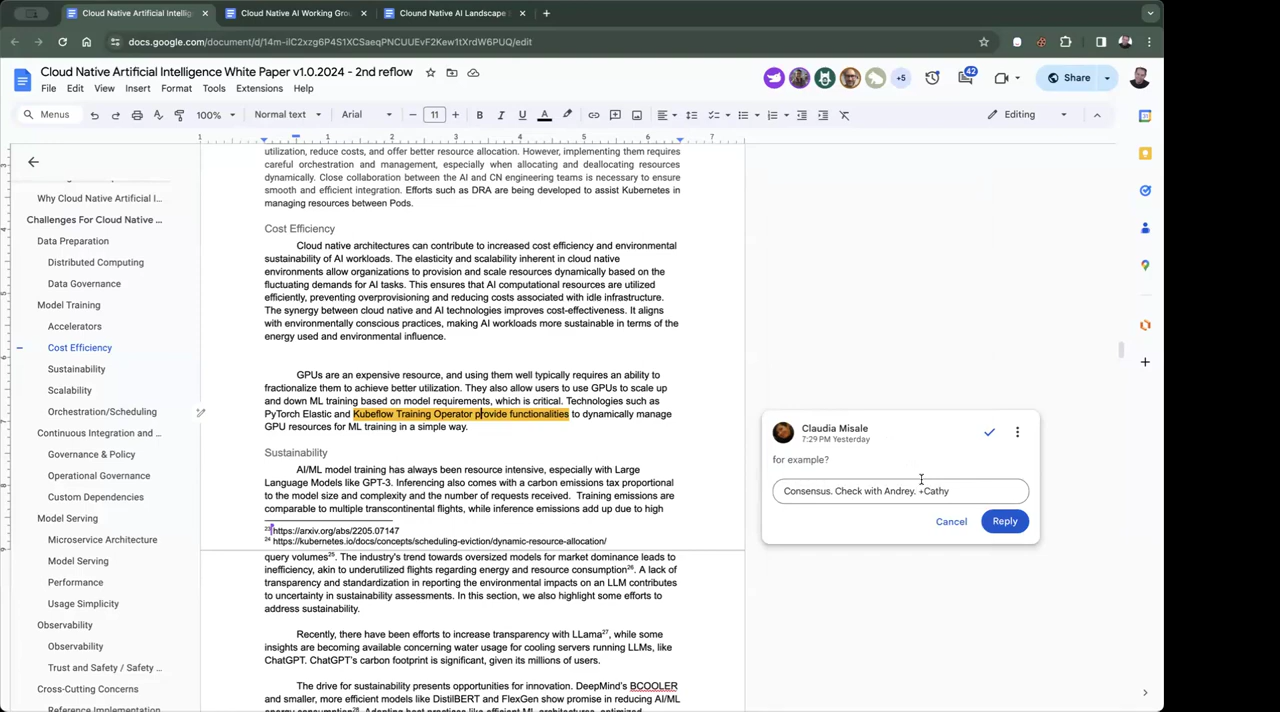 Cloud Native Artificial Intellige
Cloud Native AI Working Grou
Clound Native AI Landscape S
docs.google.com/document/d/14m-ilC2xzg6P4S1XCSaeqPNCUUEvF2Kew1tXrdW6PUQ/edit
Cloud Native Artificial Intelligence White Paper v1.0.2024 - 2nd reflow
File Edit View Insert Format Tools Extensions Help
+5
42
Share
Menus
100%
Normal text
Arial
11
B I U A
Editing
1 1 2 3 4 5 6 7
Why Cloud Native Artificial I...
Challenges For Cloud Native ...
Data Preparation
Distributed Computing
Data Governance
Model Training
Accelerators
Cost Efficiency
Sustainability
Scalability
Orchestration/Scheduling
Continuous Integration and ...
Governance & Policy
Operational Governance
Custom Dependencies
Model Serving
Microservice Architecture
Model Serving
Performance
Usage Simplicity
Observability
Observability
Trust and Safety / Safety ...
Cross-Cutting Concerns
Reference Implementation
utilization, reduce costs, and offer better resource allocation. However, implementing them requires
careful orchestration and management, especially when allocating and deallocating resources
dynamically. Close collaboration between the AI and CN engineering teams is necessary to ensure
smooth and efficient integration. Efforts such as DRA are being developed to assist Kubernetes in
managing resources between Pods.
Cost Efficiency
Cloud native architectures can contribute to increased cost efficiency and environmental
sustainability of AI workloads. The elasticity and scalability inherent in cloud native
environments allow organizations to provision and scale resources dynamically based on the
fluctuating demands for AI tasks. This ensures that AI computational resources are utilized
efficiently, preventing overprovisioning and reducing costs associated with idle infrastructure.
The synergy between cloud native and AI technologies improves cost-effectiveness. It aligns
with environmentally conscious practices, making AI workloads more sustainable in terms of the
energy used and environmental influence.
GPUs are an expensive resource, and using them well typically requires an ability to
fractionalize them to achieve better utilization. They also allow users to use GPUs to scale up
and down ML training based on model requirements, which is critical. Technologies such as
PyTorch Elastic and Kubeflow Training Operator provide functionalities to dynamically manage
GPU resources for ML training in a simple way.
Sustainability
AI/ML model training has always been resource intensive, especially with Large
Language Models like GPT-3. Inferencing also comes with a carbon emissions tax proportional
to the model size and complexity and the number of requests received. Training emissions are
comparable to multiple transcontinental flights, while inference emissions add up due to high
23 https://arxiv.org/abs/2205.07147
24 https://kubernetes.io/docs/concepts/scheduling-eviction/dynamic-resource-allocation/
query volumes25. The industry's trend towards oversized models for market dominance leads to
inefficiency, akin to underutilized flights regarding energy and resource consumption26. A lack of
transparency and standardization in reporting the environmental impacts on an LLM contributes
to uncertainty in sustainability assessments. In this section, we also highlight some efforts to
address sustainability.
Recently, there have been efforts to increase transparency with LLama27, while some
insights are becoming available concerning water usage for cooling servers running LLMs, like
ChatGPT. ChatGPT's carbon footprint is significant, given its millions of users.
The drive for sustainability presents opportunities for innovation. DeepMind's BCOOLER
and smaller, more efficient models like DistilBERT and FlexGen show promise in reducing AI/ML
Claudia Misale
7:29 PM Yesterday
for example?
Consensus. Check with Andrey. +Cathy
Cancel
Reply